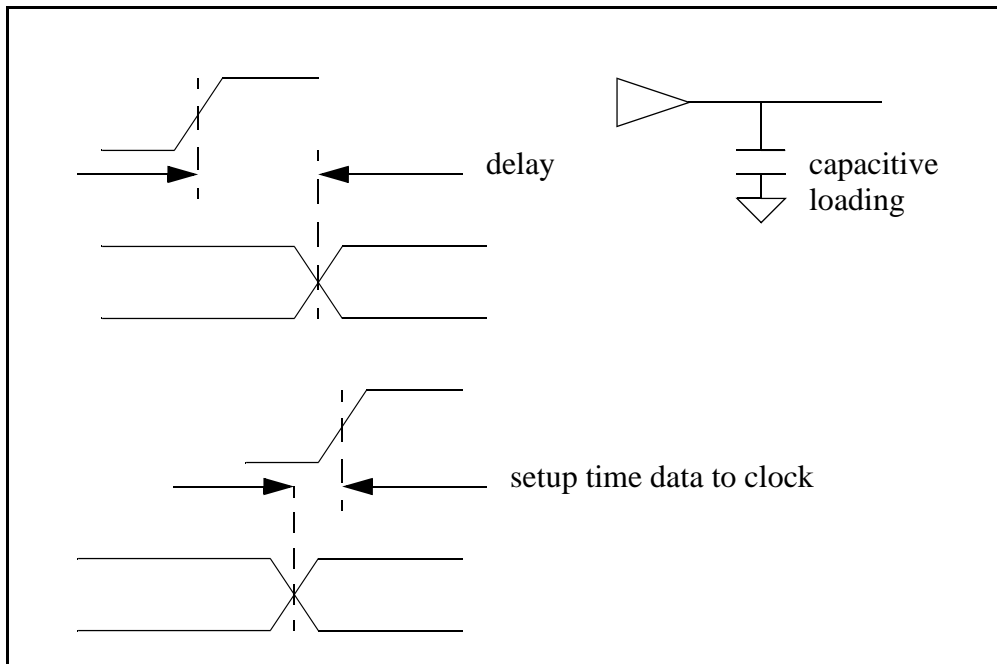 delay
capacitive
loading
setup time data to clock